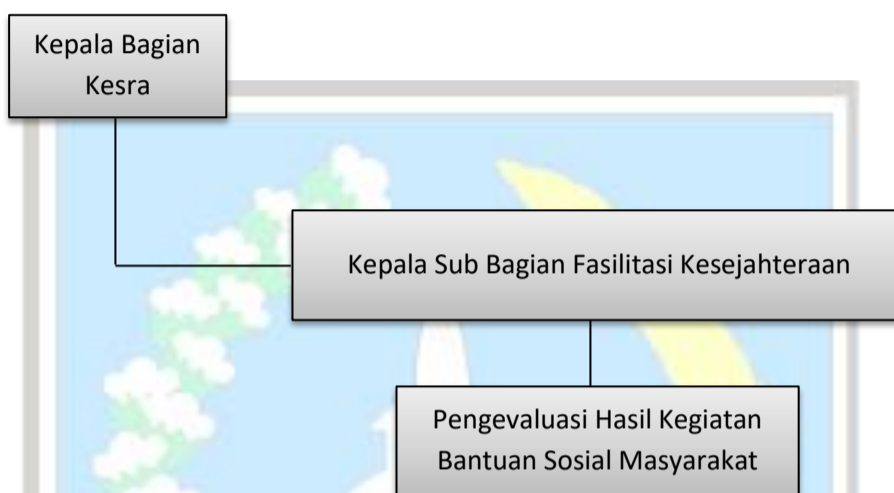 Kepala Bagian
Kesra
Kepala Sub Bagian Fasilitasi Kesejahteraan
Pengevaluasi Hasil Kegiatan
Bantuan Sosial Masyarakat